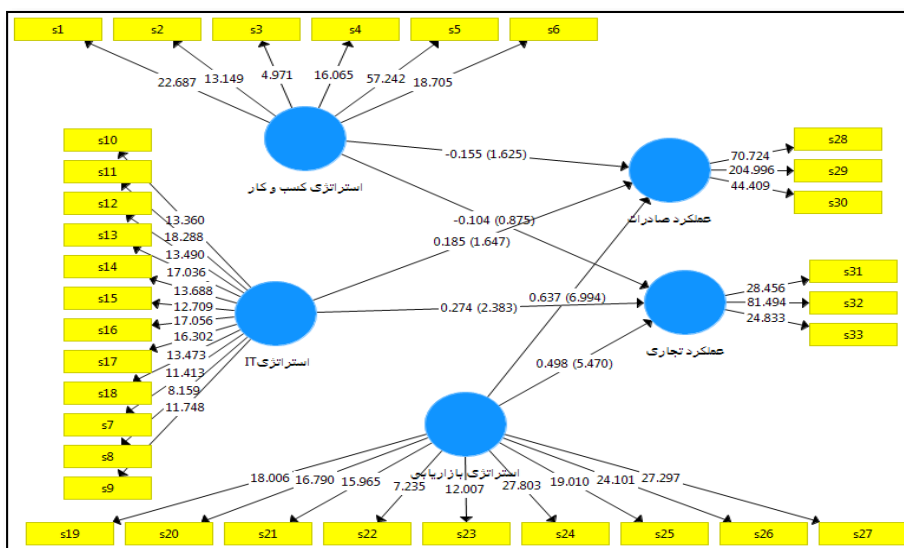 s1
s2
s3
s4
s5
s6
22.687
13.149
4.971
16.065
57.242
18.705
استراتژی کسب و کار
s10
s11
s12
s13
s14
s15
s16
s17
s18
s7
s8
s9
13.360
18.288
13.490
17.036
13.688
12.709
17.056
16.302
13.473
11.413
8.159
11.748
استراتژیIT
-0.155 (1.625)
-0.104 (0.875)
0.185 (1.647)
0.637 (6.994)
0.274 (2.383)
0.498 (5.470)
عملکرد صادرات
70.724
204.996
44.409
s28
s29
s30
عملکرد تجاری
28.456
81.494
24.833
s31
s32
s33
استراتژی بازاریابی
18.006
16.790
15.965
7.235
12.007
27.803
19.010
24.101
27.297
s19
s20
s21
s22
s23
s24
s25
s26
s27